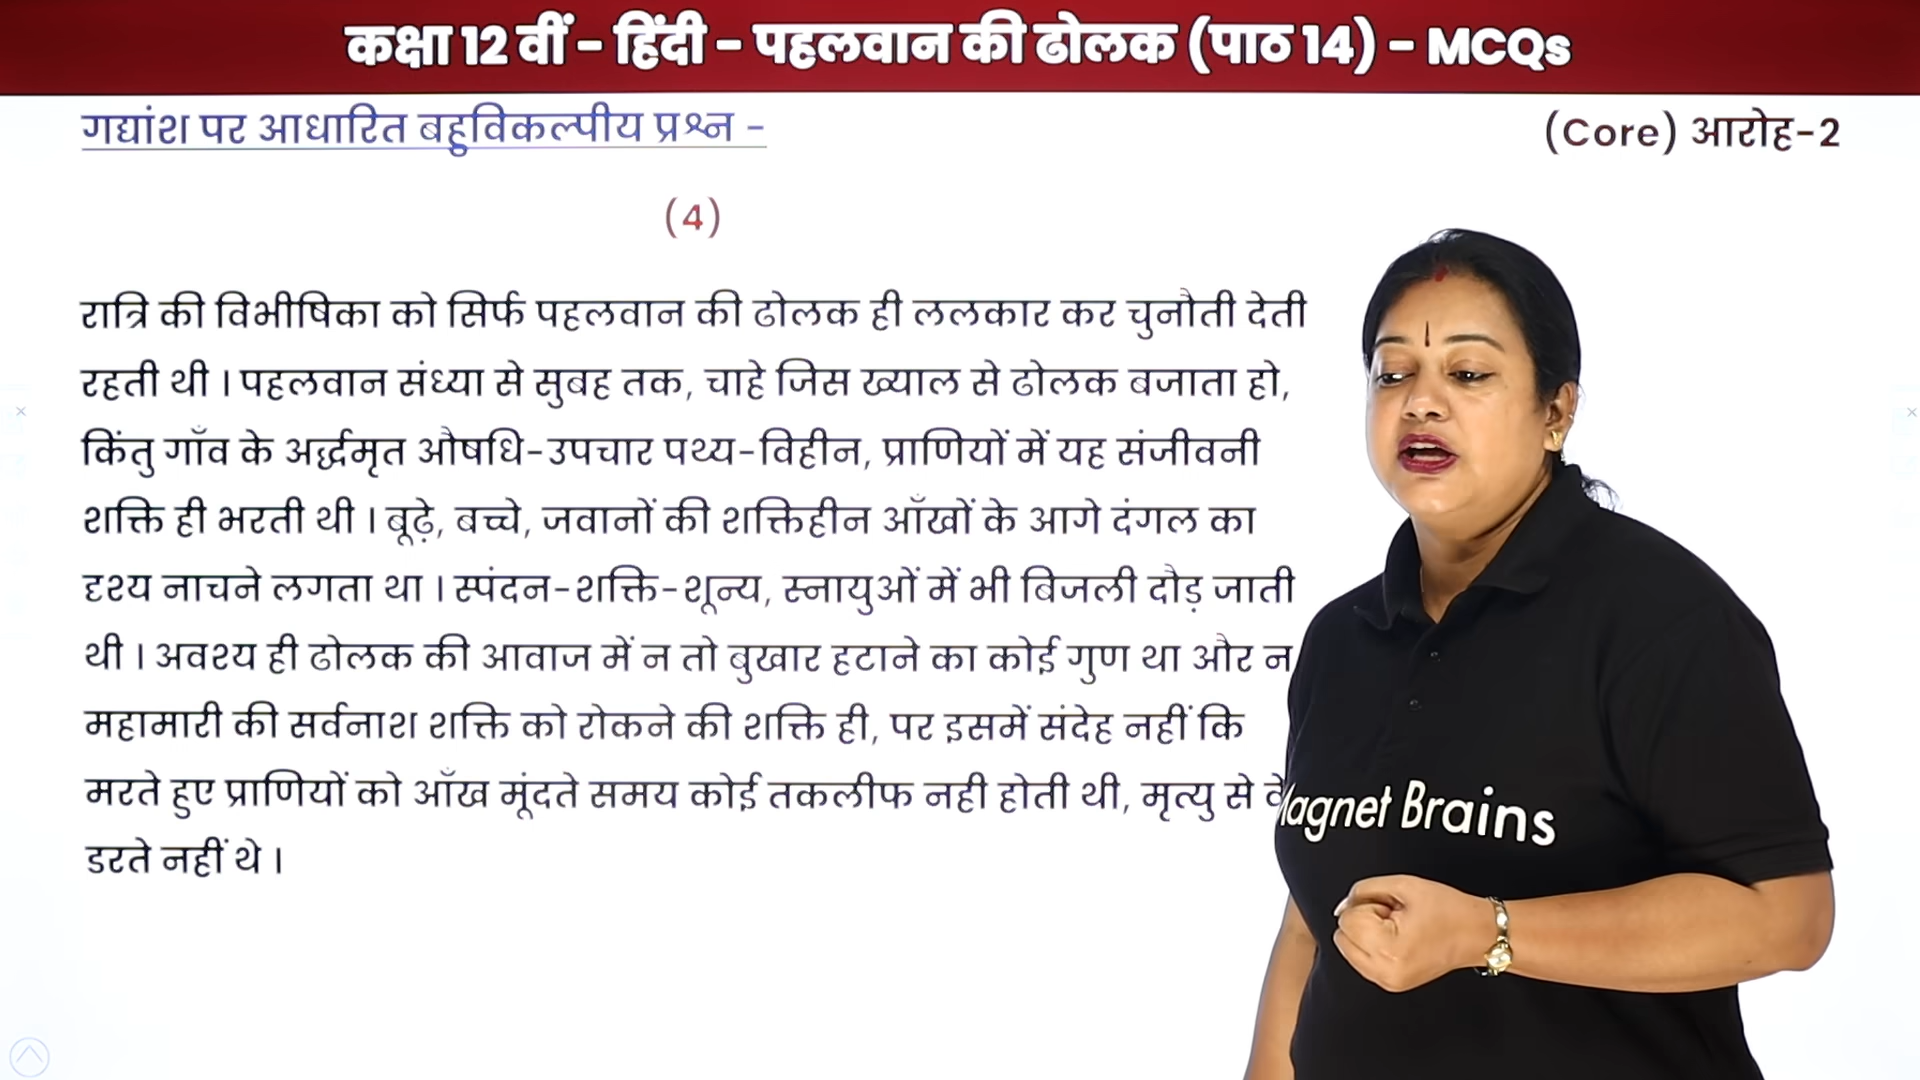 कक्षा 12 वीं - हिंदी - पहलवान की ढोलक (पाठ 14) - MCQs
गद्यांश पर आधारित बहुविकल्पीय प्रश्न -
(Core) आरोह-2
(4)
रात्रि की विभीषिका को सिर्फ पहलवान की ढोलक ही ललकार कर चुनौती देती
रहती थी । पहलवान संध्या से सुबह तक, चाहे जिस ख्याल से ढोलक बजाता हो,
किंतु गाँव के अर्द्धमृत औषधि-उपचार पथ्य-विहीन, प्राणियों में यह संजीवनी
शक्ति ही भरती थी । बूढ़े, बच्चे, जवानों की शक्तिहीन आँखों के आगे दंगल का
दृश्य नाचने लगता था । स्पंदन-शक्ति-शून्य, स्नायुओं में भी बिजली दौड़ जाती
थी । अवश्य ही ढोलक की आवाज में न तो बुखार हटाने का कोई गुण था और न
महामारी की सर्वनाश शक्ति को रोकने की शक्ति ही, पर इसमें संदेह नहीं कि
मरते हुए प्राणियों को आँख मूंदते समय कोई तकलीफ नही होती थी, मृत्यु से वे
डरते नहीं थे ।
Magnet Brains